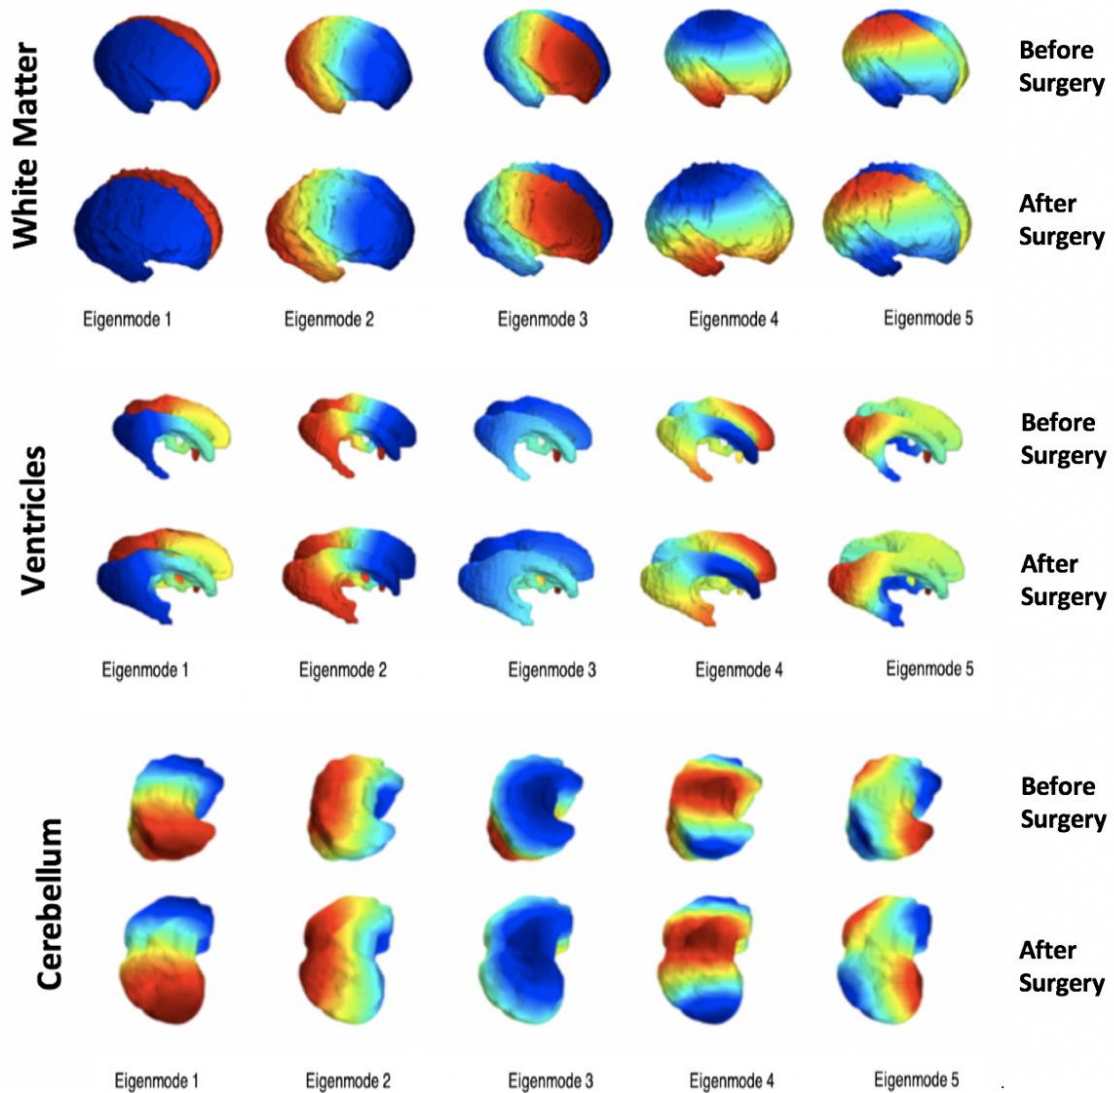 White Matter
Before
Surgery
After
Surgery
Eigenmode 1
Eigenmode 2
Eigenmode 3
Eigenmode 4
Eigenmode 5
Ventricles
Before
Surgery
After
Surgery
Eigenmode 1
Eigenmode 2
Eigenmode 3
Eigenmode 4
Eigenmode 5
Cerebellum
Before
Surgery
After
Surgery
Eigenmode 1
Eigenmode 2
Eigenmode 3
Eigenmode 4
Eigenmode 5